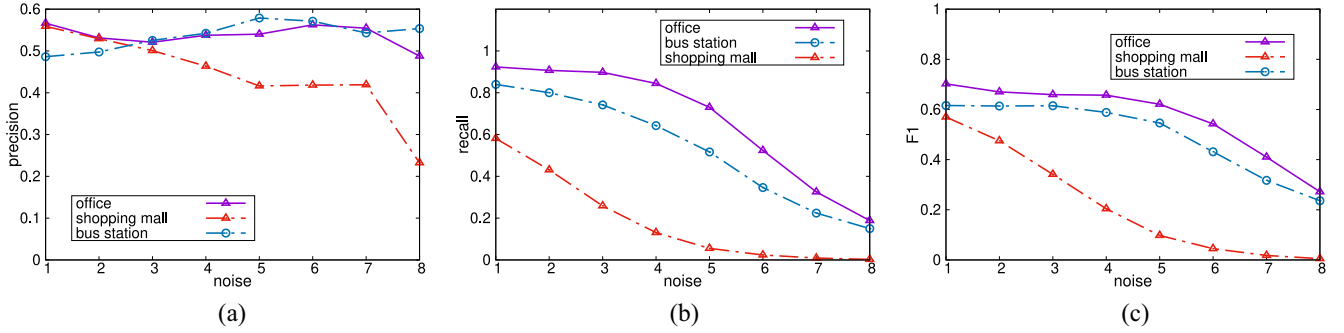 0.6
0.5
0.4
0.3
0.2
0.1
0
precision
office
shopping mall
bus station
1 2 3 4 5 6 7 8
noise
(a)
1
0.8
0.6
0.4
0.2
0
recall
office
bus station
shopping mall
1 2 3 4 5 6 7 8
noise
(b)
1
0.8
0.6
0.4
0.2
0
F1
office
shopping mall
bus station
1 2 3 4 5 6 7 8
noise
(c)